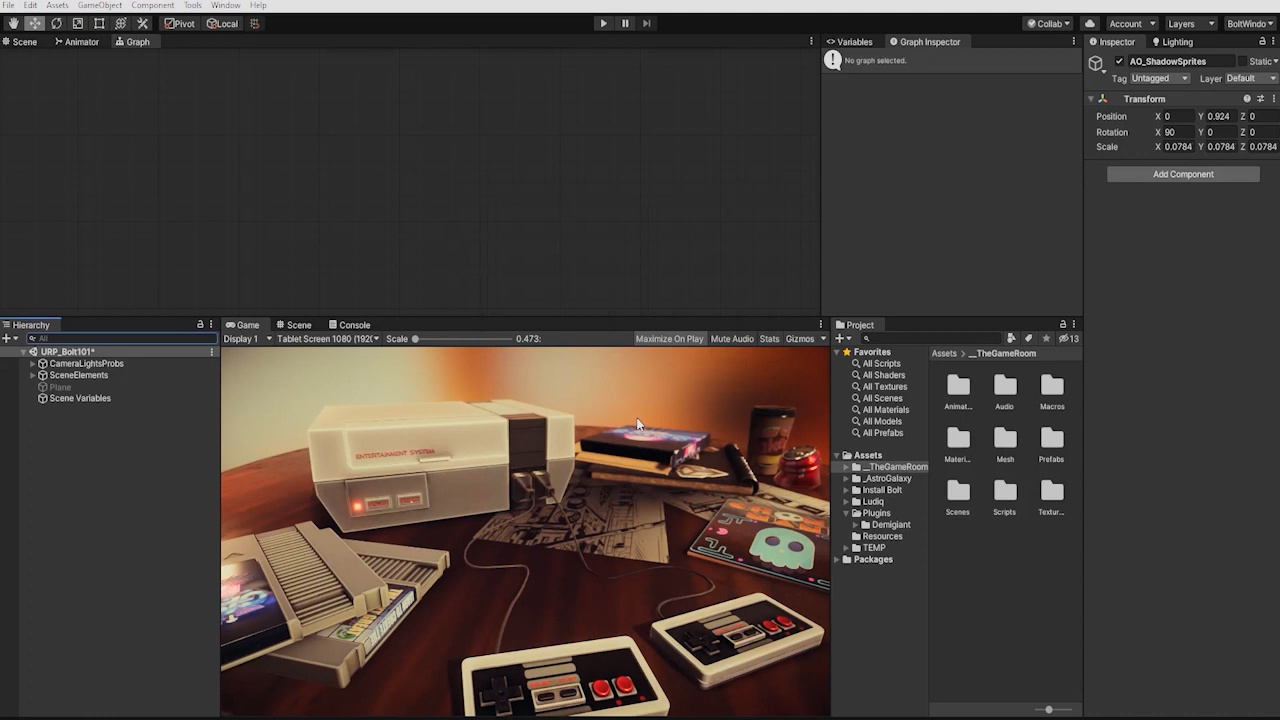 File Edit Assets GameObject Component Tools Window Help
Pivot Local Collab Account Layers BoltWindo
Scene Animator Graph Variables Graph Inspector Inspector Lighting
No graph selected.
AO_ShadowSprites Static
Tag Untagged Layer Default
Transform
Position X 0 Y 0.924 Z 0
Rotation X 90 Y 0 Z 0
Scale X 0.0784 Y 0.0784 Z 0.0784
Add Component
Hierarchy Game Scene Console Project
All Display 1 Tablet Screen 1080 (192( Scale 0.473: Maximize On Play Mute Audio Stats Gizmos 13
URP_Bolt101*
CameraLightsProbs
SceneElements
Plane
Scene Variables
ENTERTAINMENT SYSTEM
Favorites
All Scripts
All Shaders
All Textures
All Scenes
All Materials
All Models
All Prefabs
Assets
__TheGameRoom
_AstroGalaxy
Install Bolt
Ludiq
Plugins
Demigiant
Resources
TEMP
Packages
Assets > __TheGameRoom
Animat... Audio Macros
Materi... Mesh Prefabs
Scenes Scripts Textur...